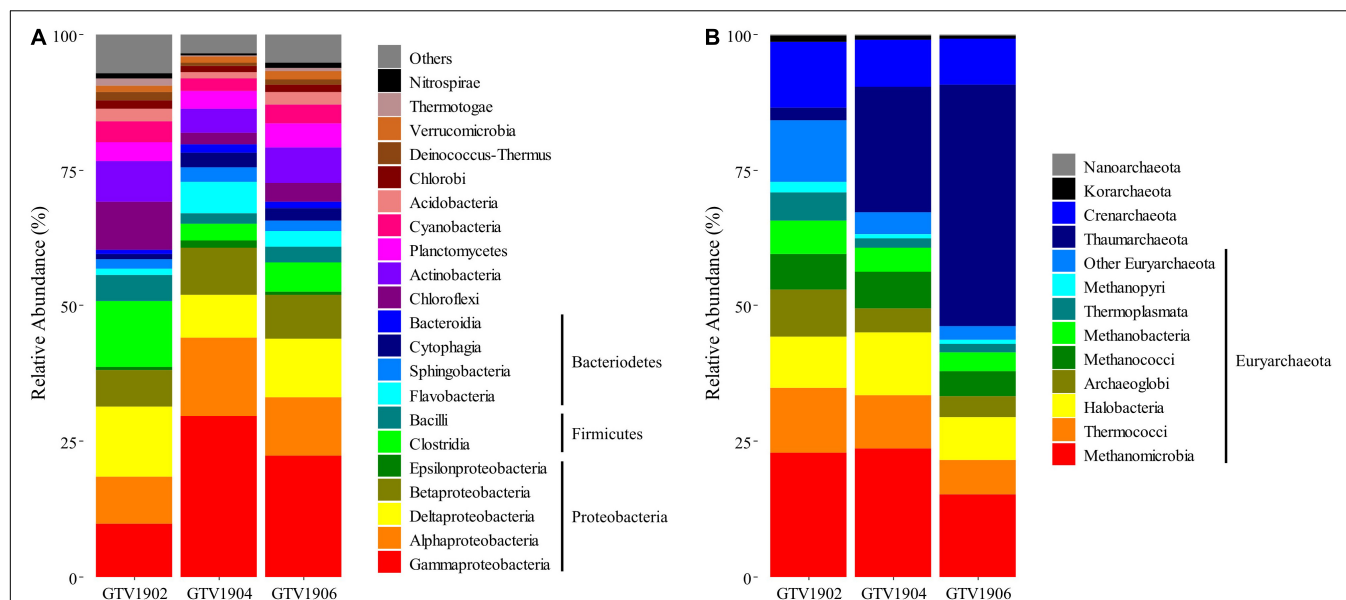 A
Relative Abundance (%)
100
75
50
25
0
GTV1902
GTV1904
GTV1906
Others
Nitrospirae
Thermotogae
Verrucomicrobia
Deinococcus-Thermus
Chlorobi
Acidobacteria
Cyanobacteria
Planctomycetes
Actinobacteria
Chloroflexi
Bacteroidia
Cytophagia
Sphingobacteria
Flavobacteria
Bacilli
Clostridia
Epsilonproteobacteria
Betaproteobacteria
Deltaproteobacteria
Alphaproteobacteria
Gammaproteobacteria
Bacteriodetes
Firmicutes
Proteobacteria
B
Relative Abundance (%)
100
75
50
25
0
GTV1902
GTV1904
GTV1906
Nanoarchaeota
Korarchaeota
Crenarchaeota
Thaumarchaeota
Other Euryarchaeota
Methanopyri
Thermoplasmata
Methanobacteria
Methanococci
Archaeoglobi
Halobacteria
Thermococci
Methanomicrobia
Euryarchaeota